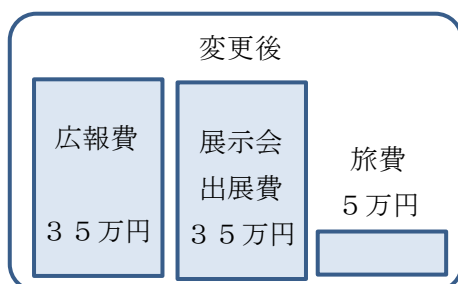 変更後
広報費
３５万円
展示会
出展費
３５万円
旅費
５万円